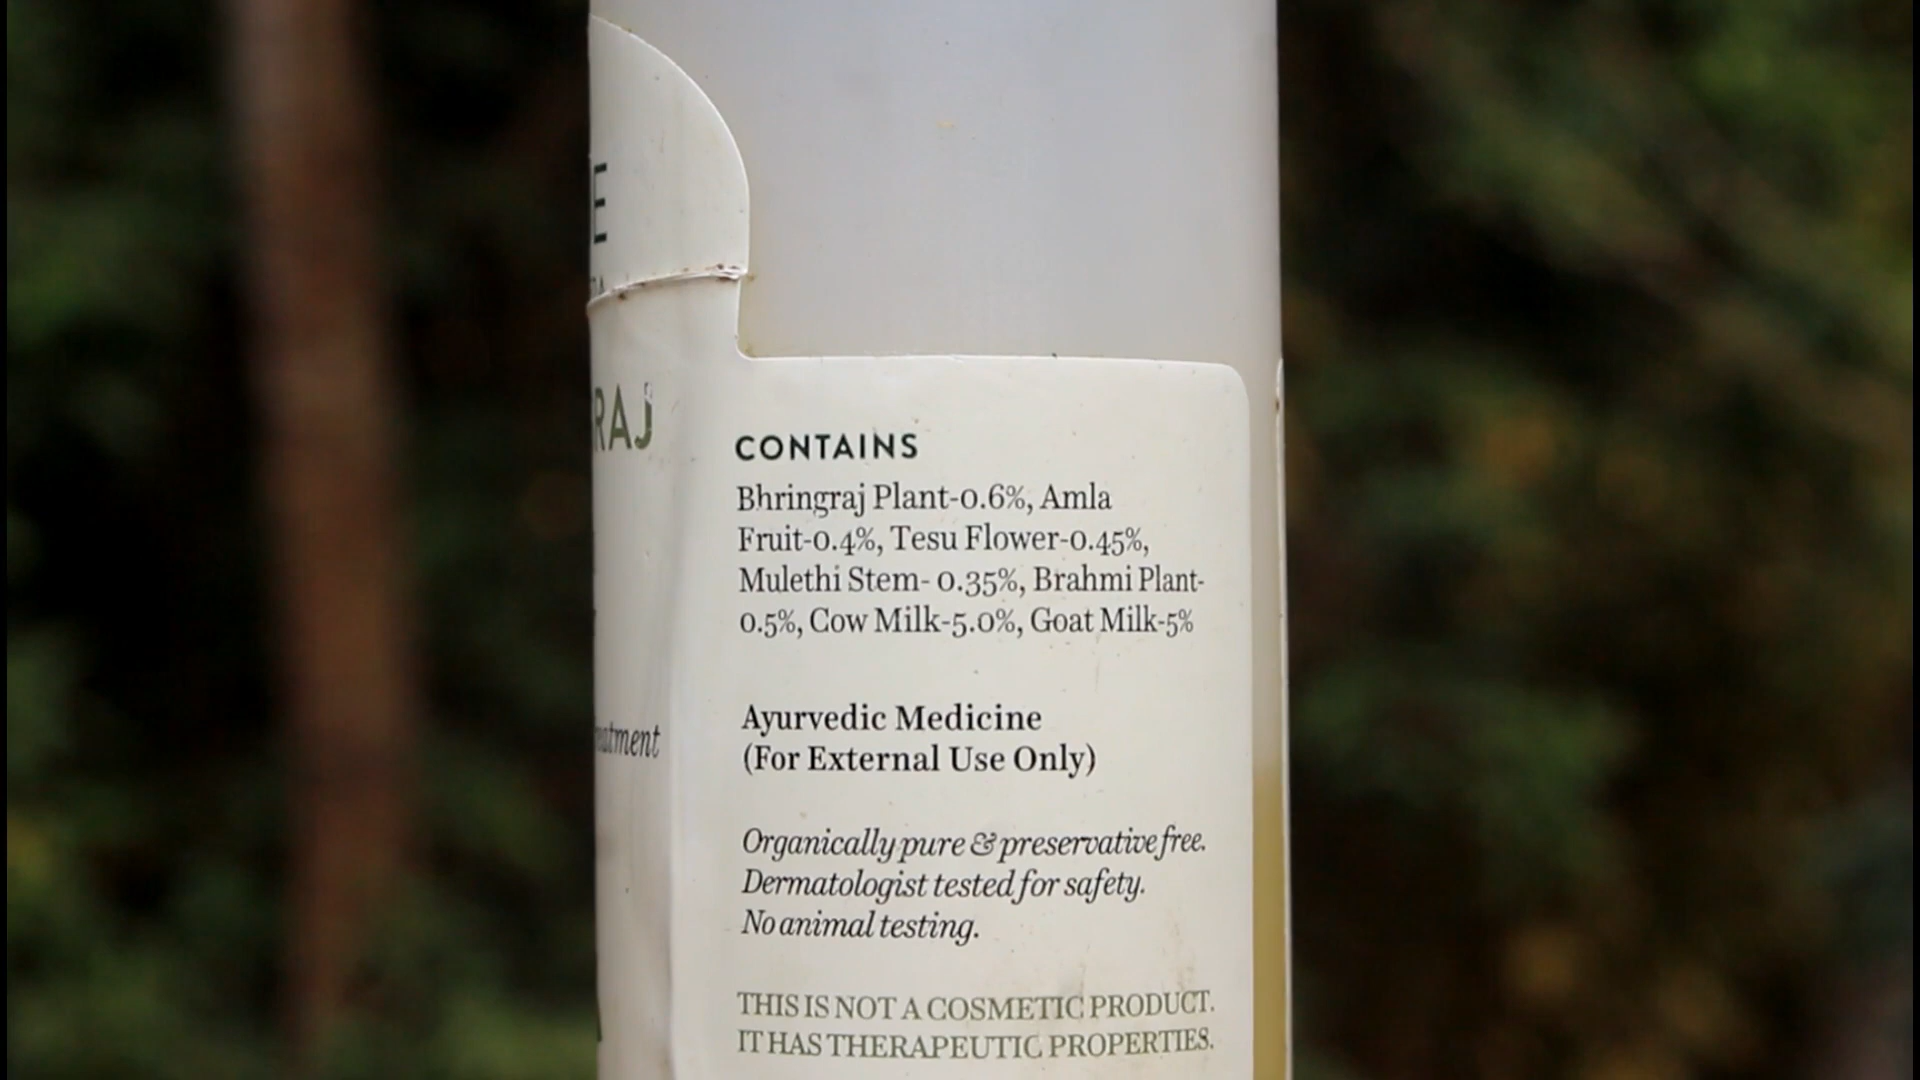 RAJ
CONTAINS
Bhringraj Plant-0.6%, Amla
Fruit-0.4%, Tesu Flower-0.45%,
Mulethi Stem- 0.35%, Brahmi Plant-
0.5%, Cow Milk-5.0%, Goat Milk-5%
Ayurvedic Medicine
(For External Use Only)
Organically pure & preservative free.
Dermatologist tested for safety.
No animal testing.
THIS IS NOT A COSMETIC PRODUCT.
IT HAS THERAPEUTIC PROPERTIES.